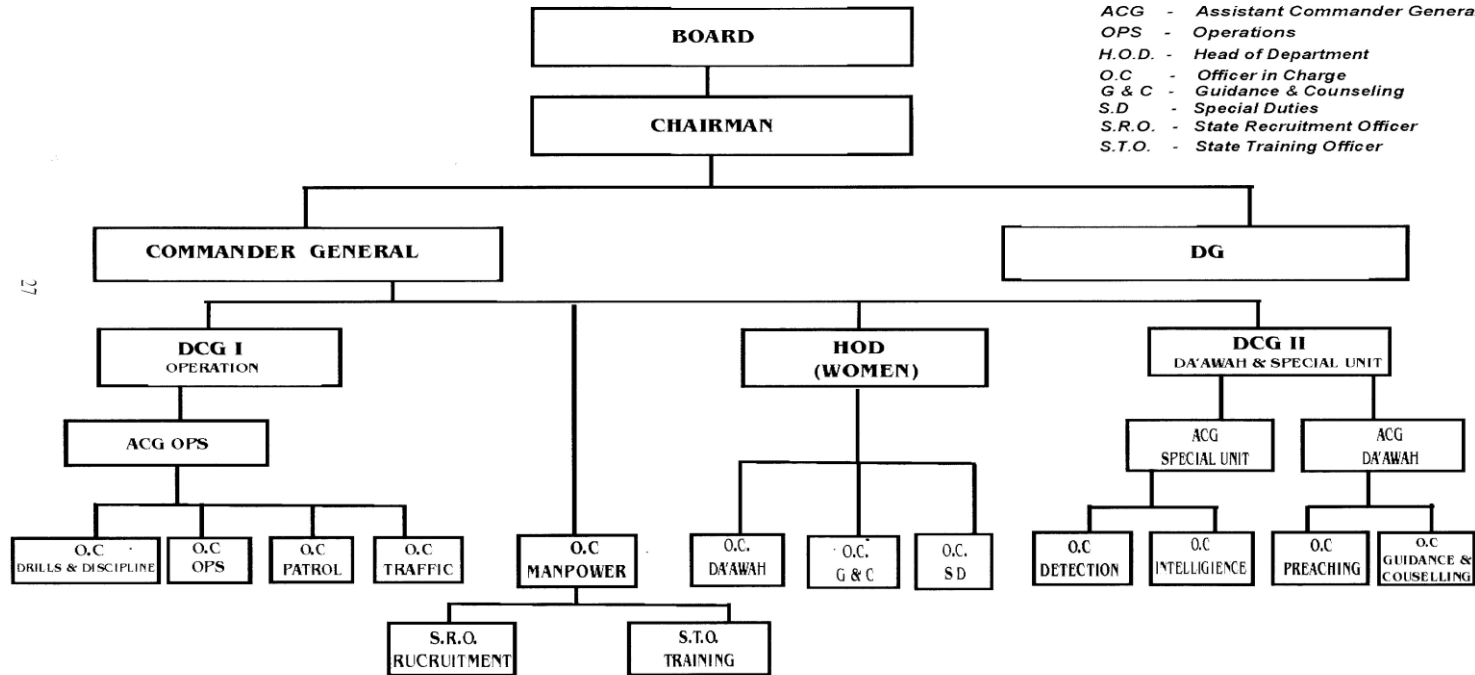 ACG - Assistant Commander Genera
OPS - Operations
H.O.D. - Head of Department
O.C - Officer in Charge
G & C - Guidance & Counseling
S.D - Special Duties
S.R.O. - State Recruitment Officer
S.T.O. - State Training Officer
BOARD
CHAIRMAN
COMMANDER GENERAL
DG
27
DCG I
OPERATION
HOD
(WOMEN)
DCG II
DA'AWAH & SPECIAL UNIT
ACG OPS
ACG
SPECIAL UNIT
ACG
DA'AWAH
O.C
DRILLS & DISCIPLINE
O.C
OPS
O.C
PATROL
O.C
TRAFFIC
O.C
MANPOWER
O.C.
DA'AWAH
O.C.
G & C
O.C.
SD
O.C
DETECTION
O.C
INTELLIGIENCE
O.C
PREACHING
O.C
GUIDANCE &
COUSELLING
S.R.O.
RUCRUITMENT
S.T.O.
TRAINING